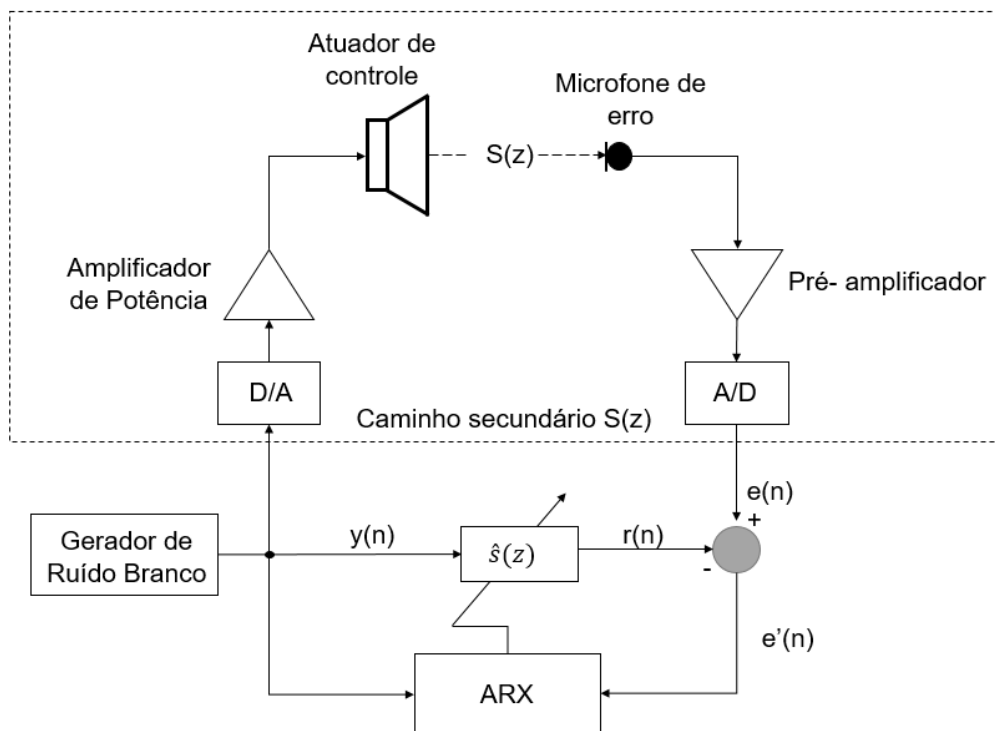 Atuador de
controle
Microfone de
erro
S(z)
Amplificador
de Potência
Pré- amplificador
D/A
A/D
Caminho secundário S(z)
e(n)
+
Gerador de
Ruído Branco
y(n)
ŝ(z)
r(n)
-
e’(n)
ARX